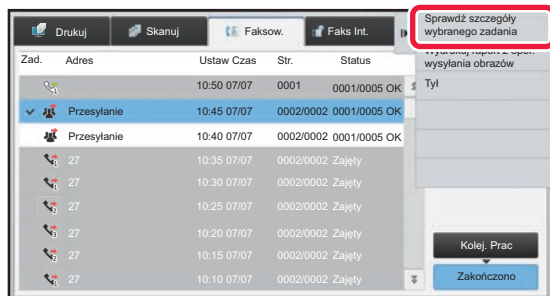 Drukuj
Skanuj
Faksow.
Faks Int.
Sprawdź szczegóły
wybranego zadania
Zad.
Adres
Ustaw Czas
Str.
Status
wysyłania obrazów
Tył
10:50 07/07 0001 0001/0005 OK
Przesyłanie 10:45 07/07 0002/0002 0001/0005 OK
Przesyłanie 10:40 07/07 0002/0002 0001/0005 OK
27 10:35 07/07 0002/0002 Zajęty
27 10:30 07/07 0002/0002 Zajęty
27 10:25 07/07 0002/0002 Zajęty
27 10:20 07/07 0002/0002 Zajęty
27 10:15 07/07 0002/0002 Zajęty
27 10:10 07/07 0002/0002 Zajęty
Kolej. Prac
Zakończono